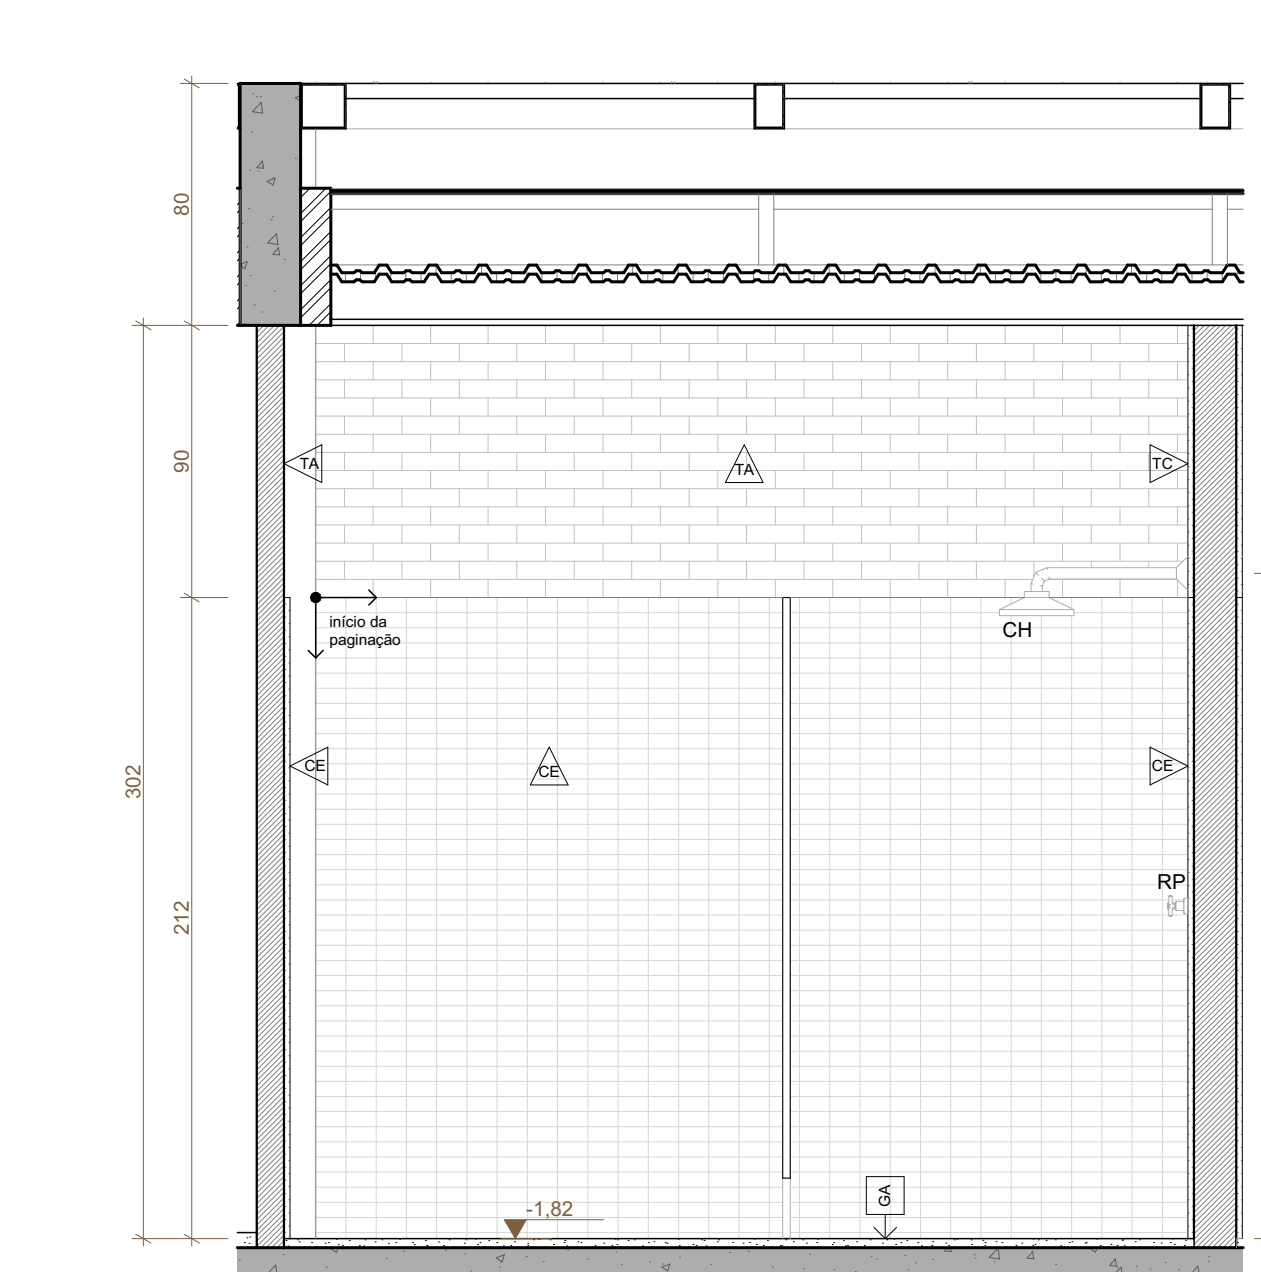 80
90
TA
TA
TC
início da
paginação
CH
302
CE
CE
CE
RP
212
GA
-1,82